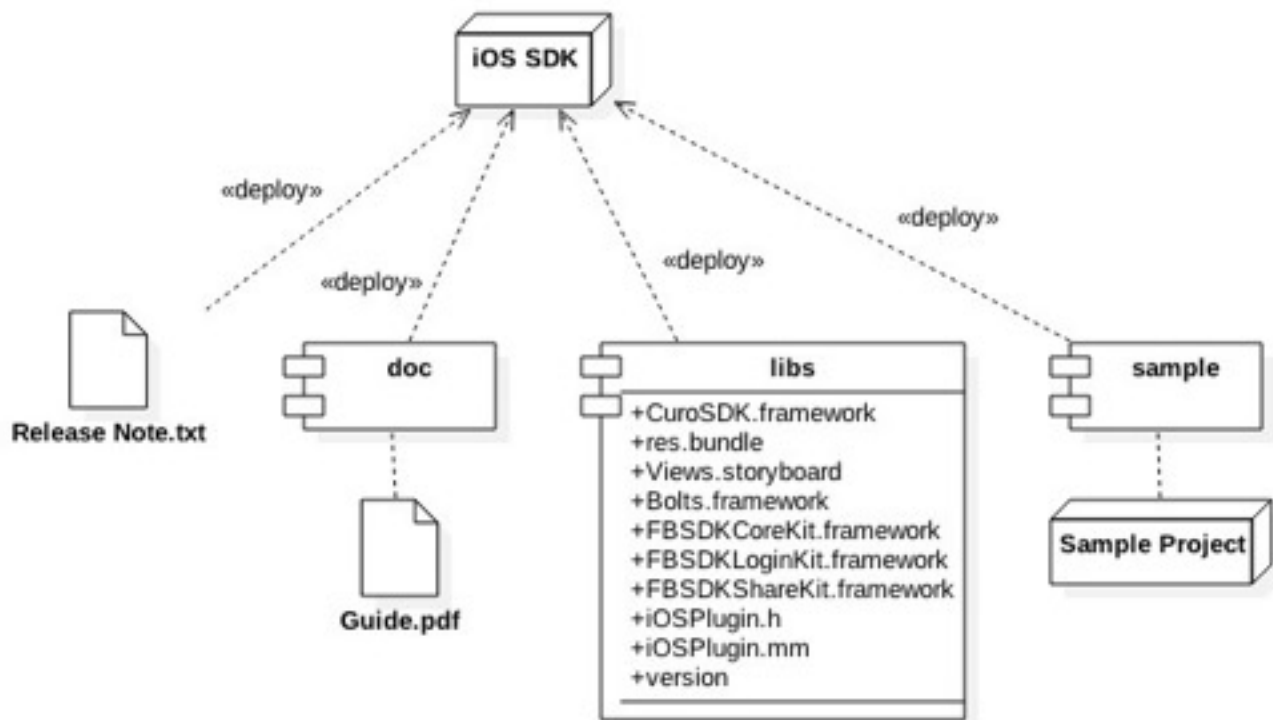 iOS SDK
«deploy»
«deploy»
«deploy»
«deploy»
Release Note.txt
doc
Guide.pdf
libs
+CuroSDK.framework
+res.bundle
+Views.storyboard
+Bolts.framework
+FBSDKCoreKit.framework
+FBSDKLoginKit.framework
+FBSDKShareKit.framework
+iOSPlugin.h
+iOSPlugin.mm
+version
sample
Sample Project